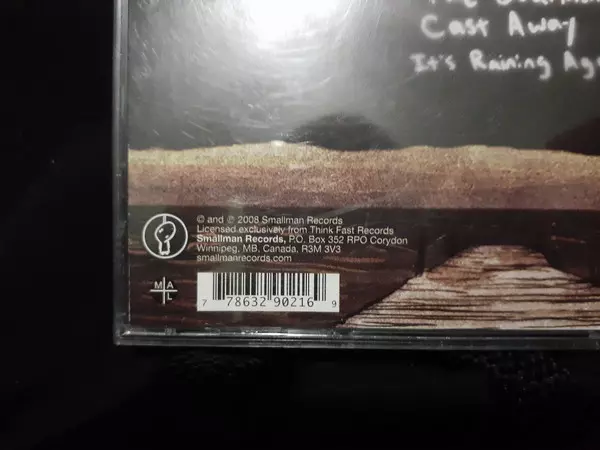 Cast Away
It's Raining Aga
© and ℗ 2008 Smallman Records
Licensed exclusively from Think Fast Records
Smallman Records, P.O. Box 352 RPO Corydon
Winnipeg, MB, Canada, R3M 3V3
smallmanrecords.com
M A
L
7 78632 90216 9